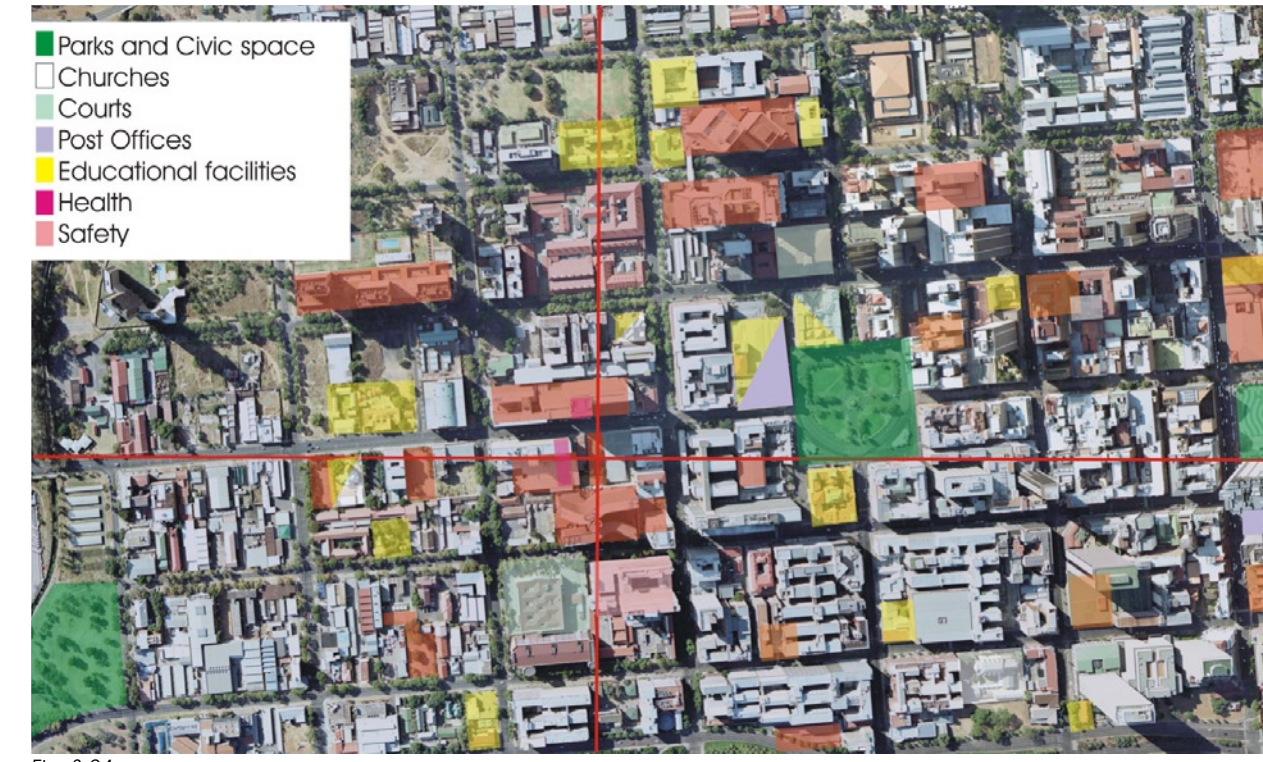 Parks and Civic space
Churches
Courts
Post Offices
Educational facilities
Health
Safety